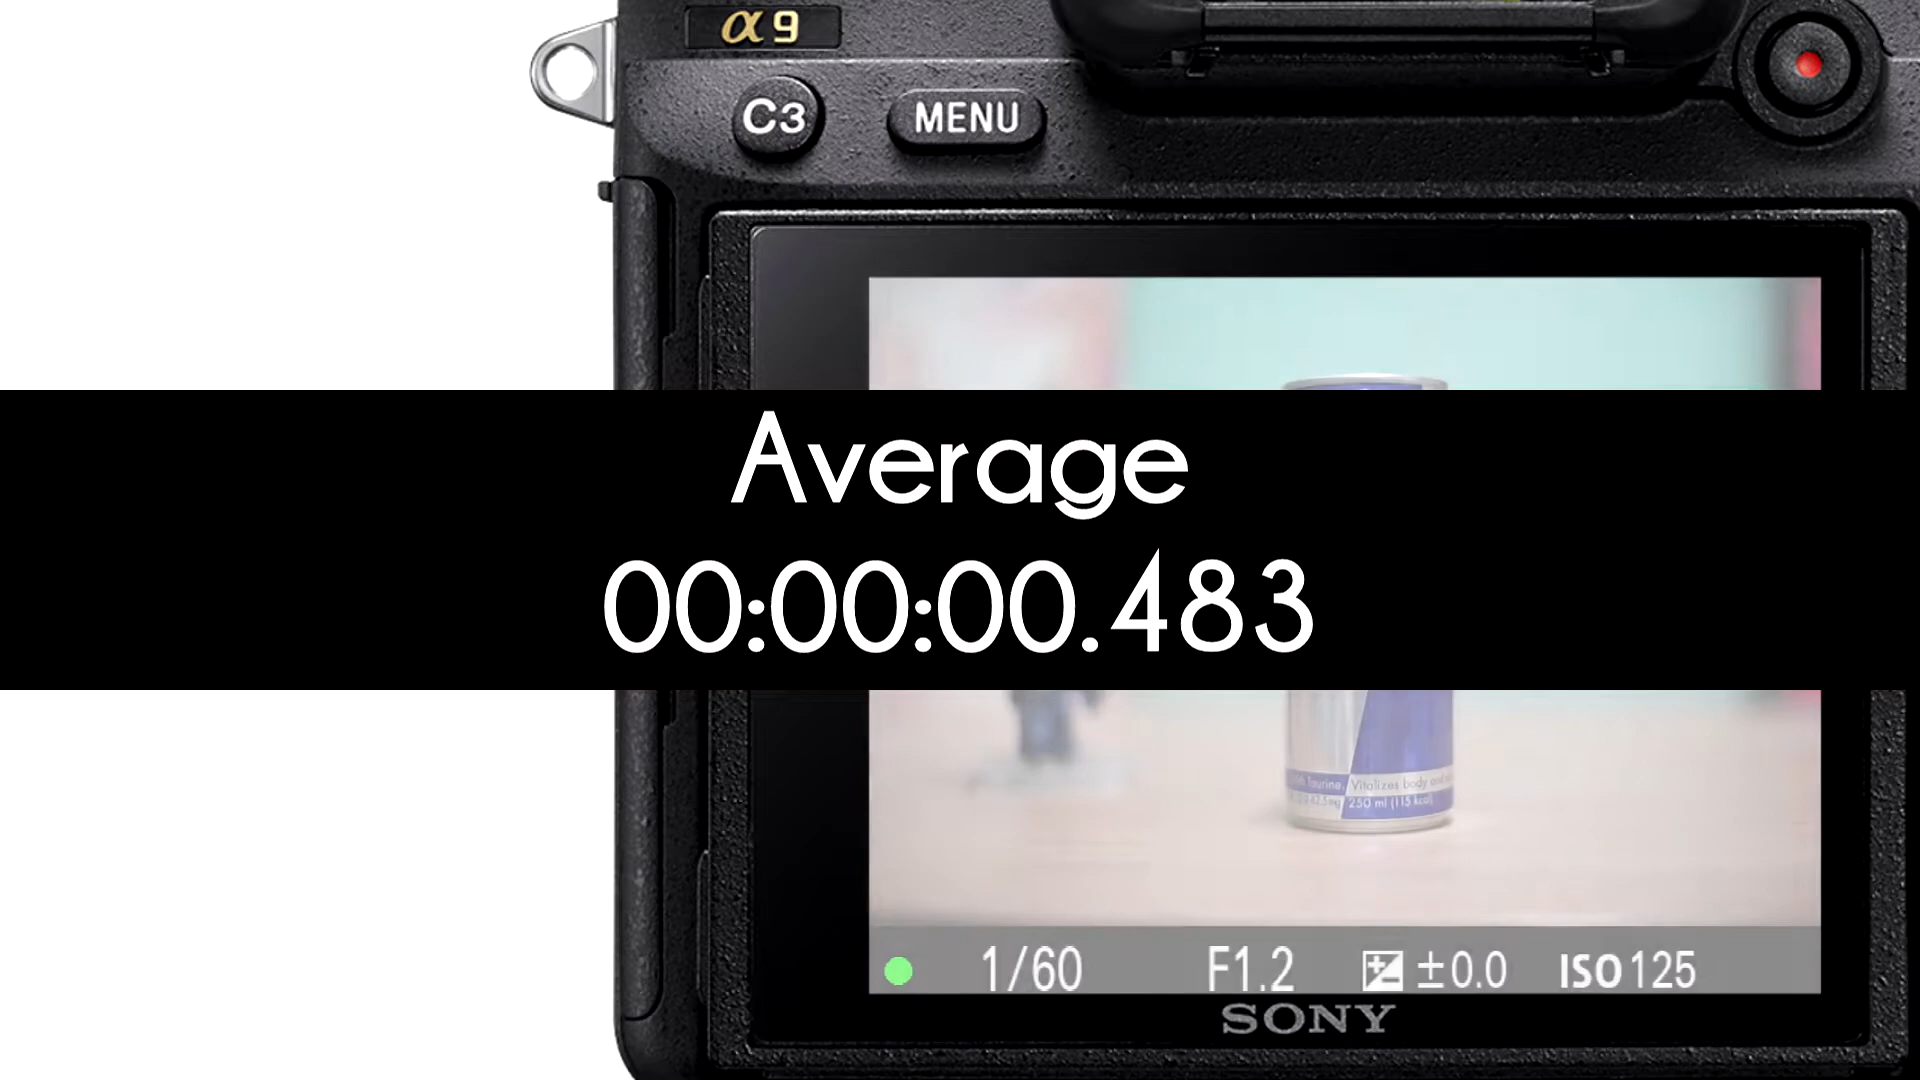 α9
C3
MENU
Average
00:00:00.483
Taurine. Vitalizes body and
250 ml (115 kcal)
1/60 F1.2 ±0.0 ISO 125
SONY